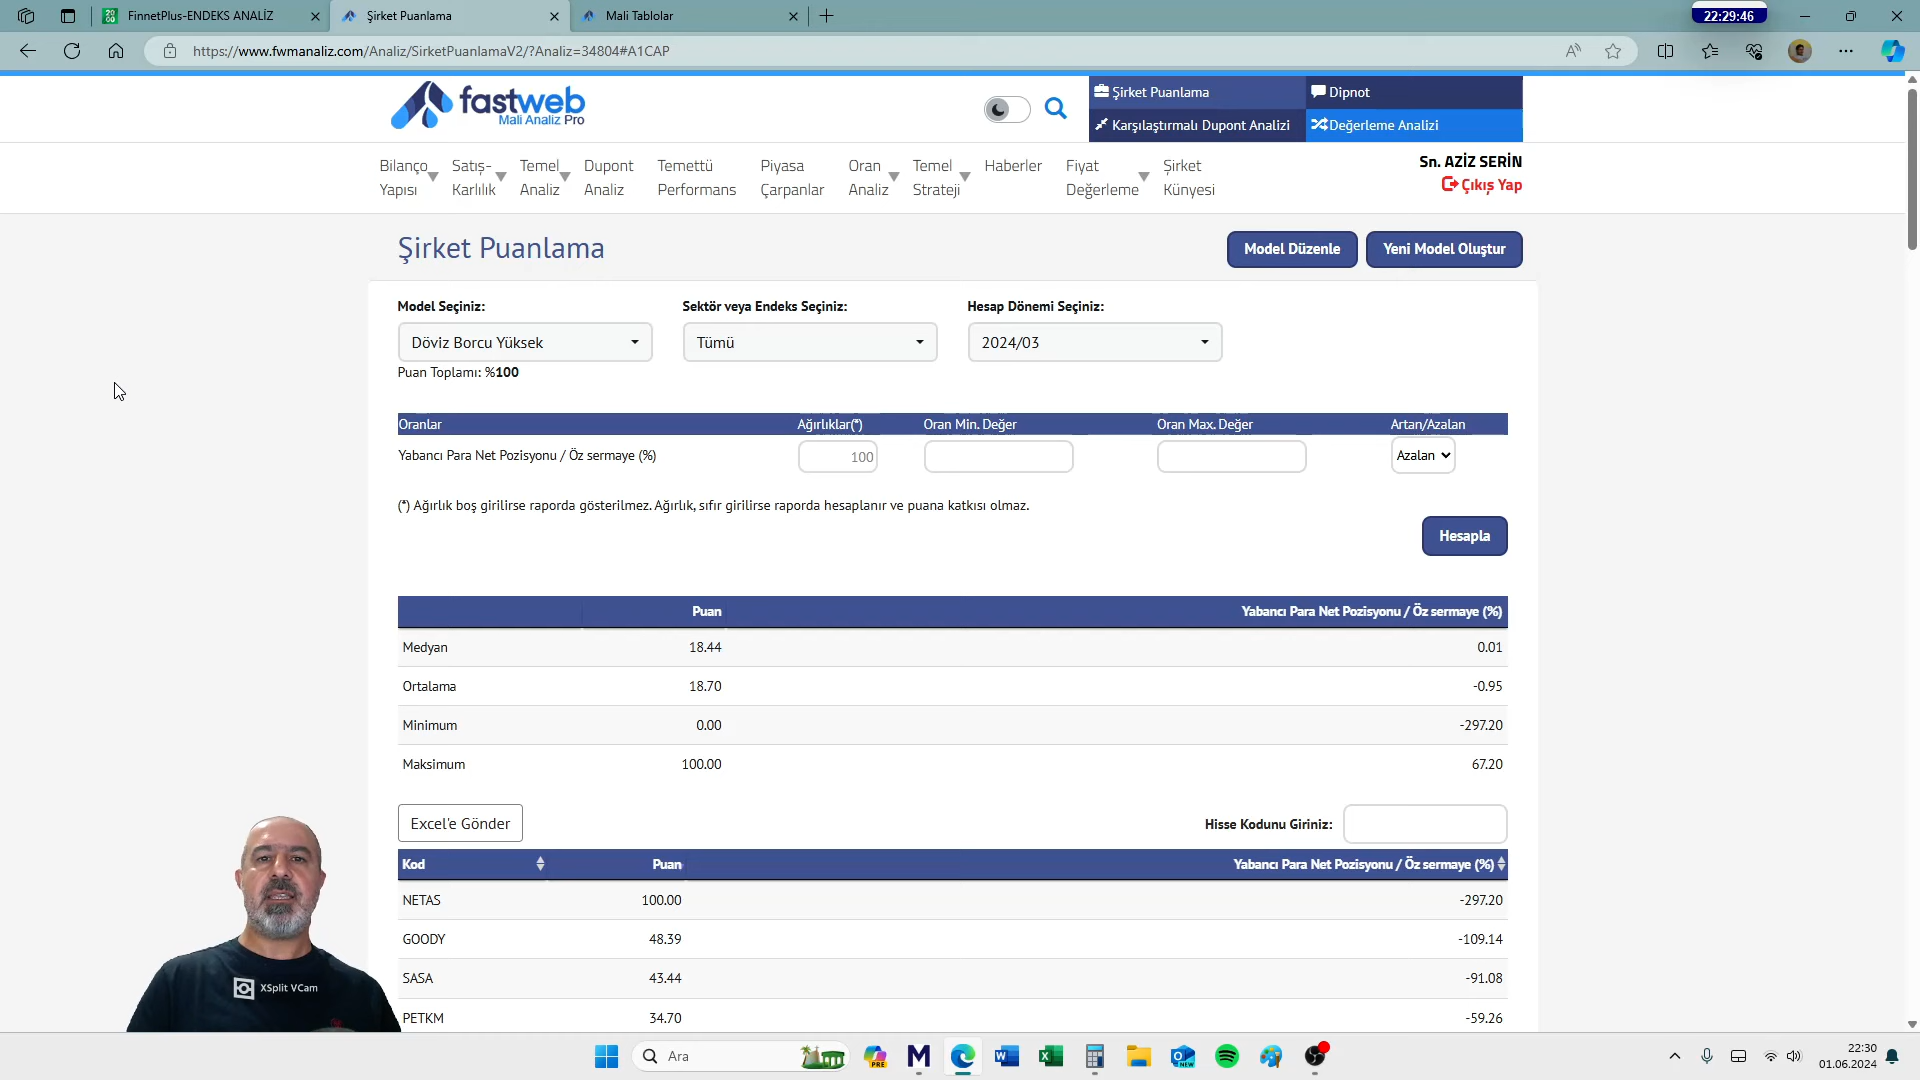 FinnetPlus-ENDEKS ANALİZ
Şirket Puanlama
Mali Tablolar
22:29:46
https://www.fwmanaliz.com/Analiz/SirketPuanlamaV2/?Analiz=34804#A1CAP
fastweb
Mali Analiz Pro
Şirket Puanlama
Dipnot
Karşılaştırmalı Dupont Analizi
Değerleme Analizi
Bilanço Yapısı
Satış-Karlılık
Temel Analiz
Dupont Analiz
Temettü Performans
Piyasa Çarpanlar
Oran Analiz
Temel Strateji
Haberler
Fiyat Değerleme
Şirket Künyesi
Sn. AZİZ SERİN
Çıkış Yap
Şirket Puanlama
Model Düzenle
Yeni Model Oluştur
Model Seçiniz:
Sektör veya Endeks Seçiniz:
Hesap Dönemi Seçiniz:
Döviz Borcu Yüksek
Tümü
2024/03
Puan Toplamı: %100
Oranlar Ağırlıklar(*) Oran Min. Değer Oran Max. Değer Artan/Azalan
Yabancı Para Net Pozisyonu / Öz sermaye (%) 100 Azalan
(*) Ağırlık boş girilirse raporda gösterilmez. Ağırlık, sıfır girilirse raporda hesaplanır ve puana katkısı olmaz.
Hesapla
Puan Yabancı Para Net Pozisyonu / Öz sermaye (%)
Medyan 18.44 0.01
Ortalama 18.70 -0.95
Minimum 0.00 -297.20
Maksimum 100.00 67.20
Excel'e Gönder
Hisse Kodunu Giriniz:
Kod Puan Yabancı Para Net Pozisyonu / Öz sermaye (%)
NETAS 100.00 -297.20
GOODY 48.39 -109.14
SASA 43.44 -91.08
PETKM 34.70 -59.26
XSplit VCam
Ara
PRE
NEW
22:30
01.06.2024